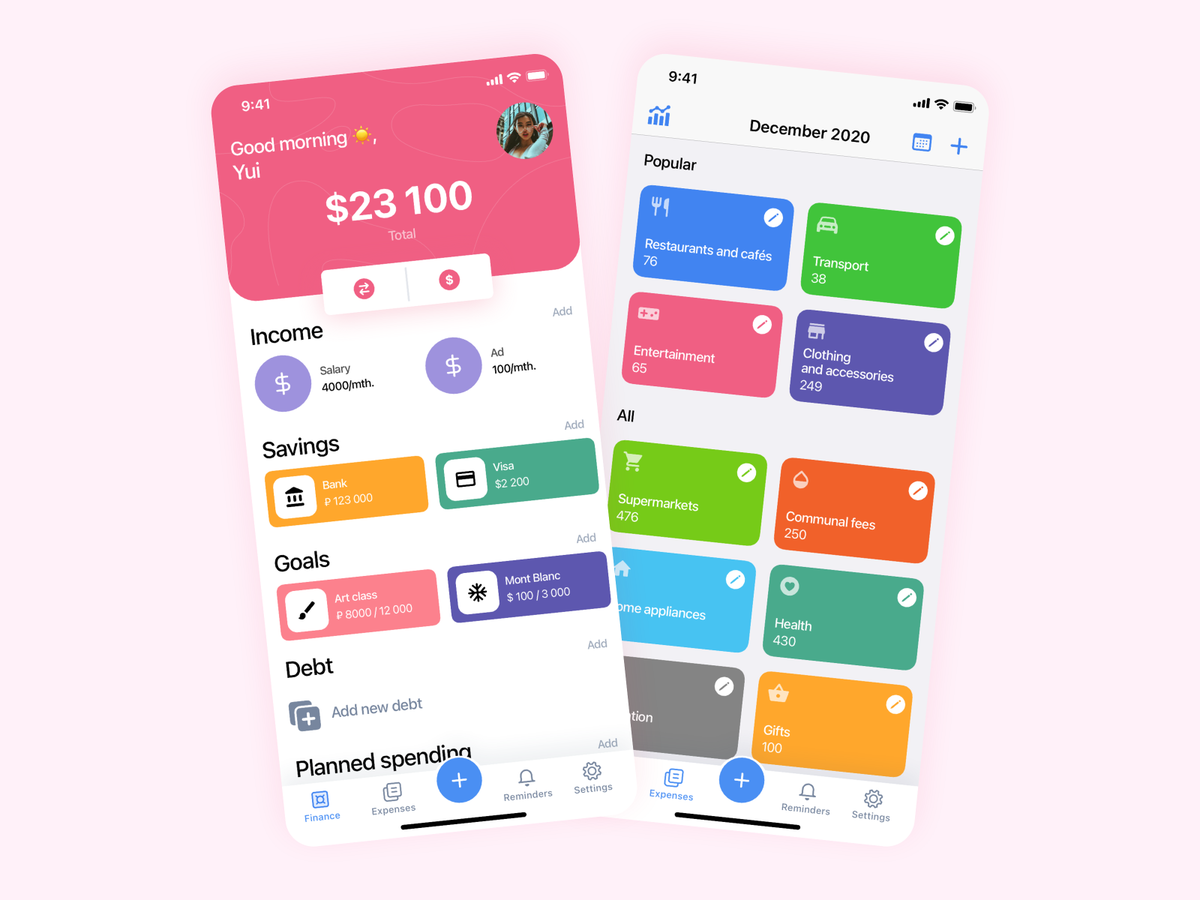 9:41
Good morning ☀️,
Yui
$23 100
Total
Income
Add
Salary
4000/mth.
Ad
100/mth.
Savings
Add
Bank
₽ 123 000
Visa
$2 200
Goals
Add
Art class
₽ 8000 / 12 000
Mont Blanc
$ 100 / 3 000
Debt
Add
Add new debt
Planned spending
Add
Finance
Expenses
Reminders
Settings
9:41
December 2020
Popular
Restaurants and cafés
76
Transport
38
Entertainment
65
Clothing
and accessories
249
All
Supermarkets
476
Communal fees
250
ome appliances
Health
430
tion
Gifts
100
Expenses
Reminders
Settings